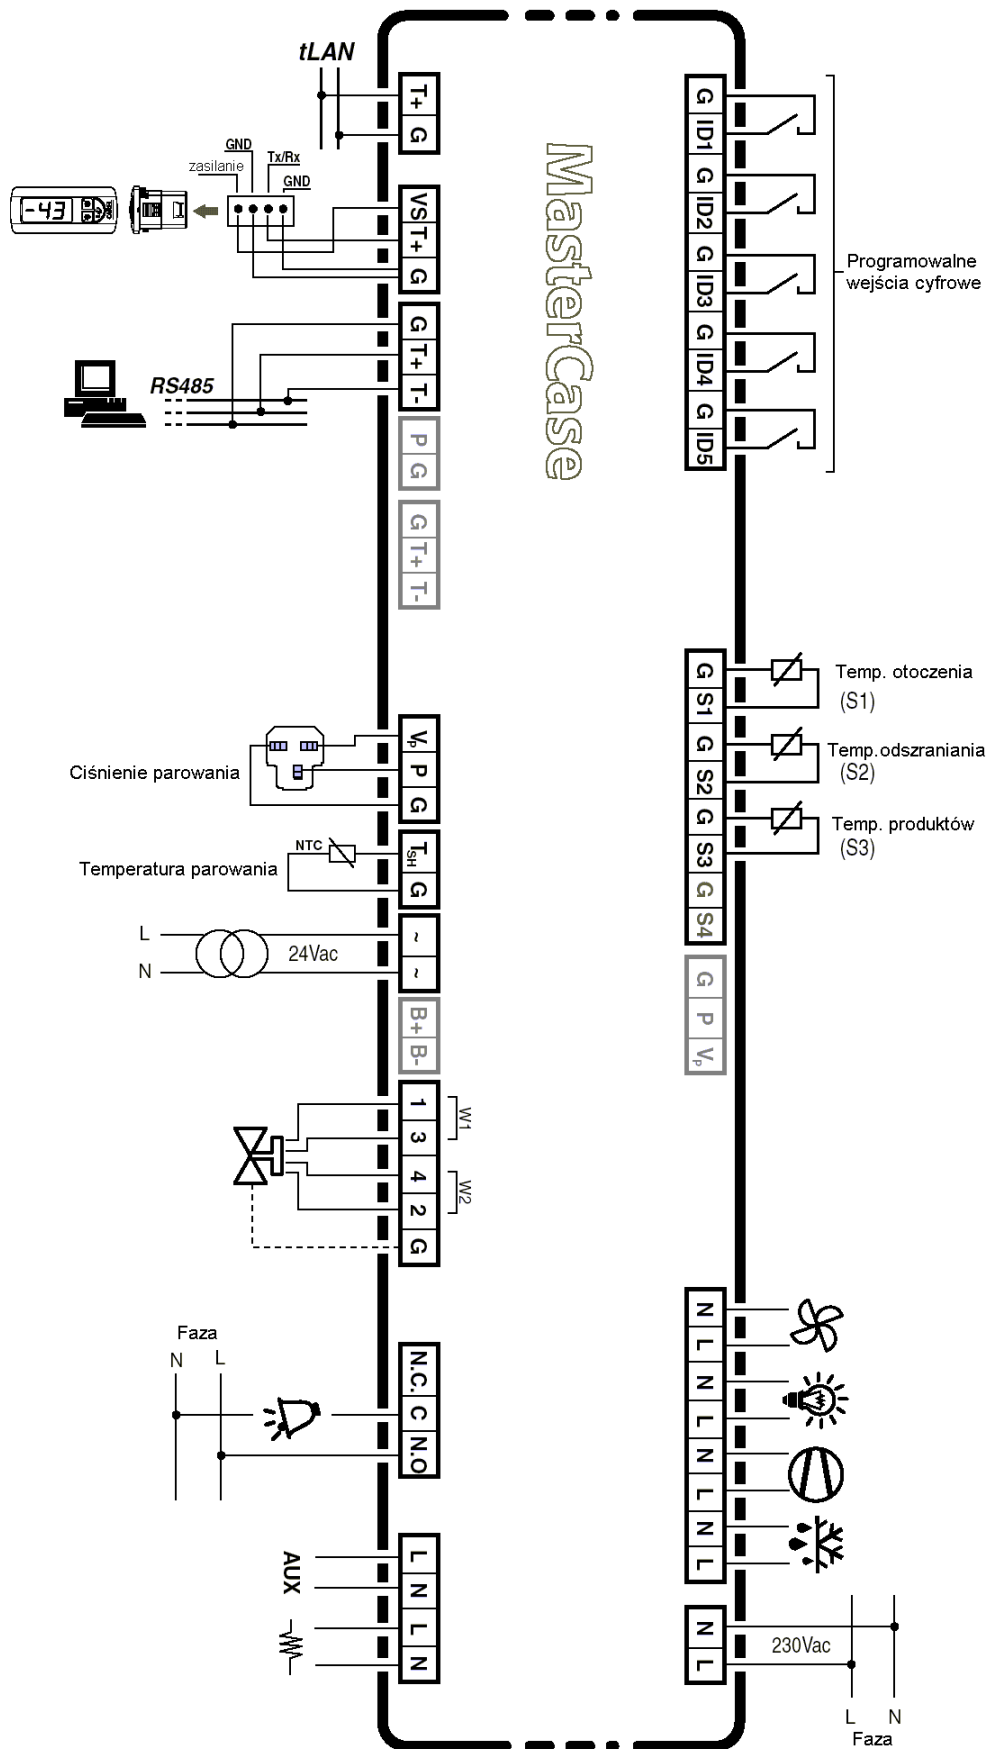 tLAN
T+
G
GND
Tx/Rx
zasilanie
GND
-43
VS
T+
G
G
T+
T-
RS485
P
G
G
T+
T-
MasterCase
G
ID1
G
ID2
G
ID3
G
ID4
G
ID5
Programowalne
wejścia cyfrowe
G
S1
G
S2
G
S3
G
S4
Temp. otoczenia
(S1)
Temp.odszraniania
(S2)
Temp. produktów
(S3)
G
P
Vp
Ciśnienie parowania
Vp
P
G
Temperatura parowania
NTC
TSH
G
L
N
24Vac
~
~
B+
B-
1
3
4
2
G
W1
W2
Faza
N L
N.C.
C
N.O
AUX
L
N
L
N
N
L
N
L
N
L
N
L
N
L
230Vac
L N
Faza